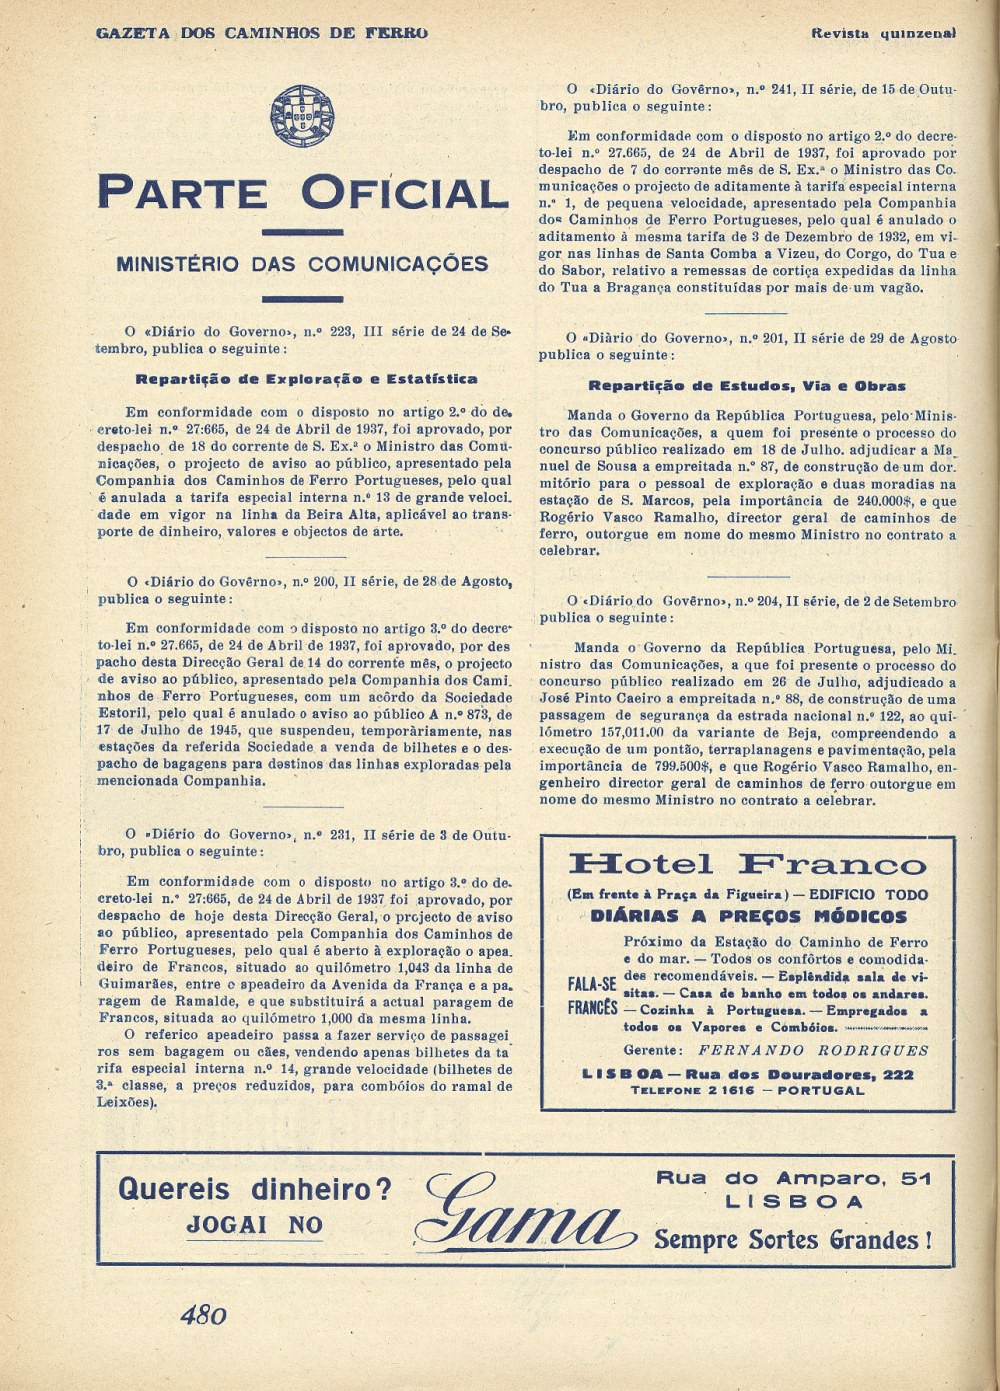 GAZETA DOS CAMINHOS DE FERRO
Revista quinzenal
PARTE OFICIAL
MINISTÉRIO DAS COMUNICAÇÕES
O «Diário do Governo», n.º 223, III série de 24 de Se-
tembro, publica o seguinte:
Repartição de Exploração e Estatística
Em conformidade com o disposto no artigo 2.º do de-
creto-lei n.º 27:665, de 24 de Abril de 1937, foi aprovado, por
despacho de 18 do corrente de S. Ex.ª o Ministro das Comu-
nicações, o projecto de aviso ao público, apresentado pela
Companhia dos Caminhos de Ferro Portugueses, pelo qual
é anulada a tarifa especial interna n.º 13 de grande veloci.
dade em vigor na linha da Beira Alta, aplicável ao trans-
porte de dinheiro, valores e objectos de arte.
O «Diário do Govêrno», n.º 200, II série, de 28 de Agosto,
publica o seguinte:
Em conformidade com o disposto no artigo 3.º do decre-
to-lei n.º 27.665, de 24 de Abril de 1937, foi aprovado, por des
pacho desta Direcção Geral de 14 do corrente mês, o projecto
de aviso ao público, apresentado pela Companhia dos Cami.
nhos de Ferro Portugueses, com um acôrdo da Sociedade
Estoril, pelo qual é anulado o aviso ao público A n.º 873, de
17 de Julho de 1945, que suspendeu, temporàriamente, nas
estações da referida Sociedade a venda de bilhetes e o des-
pacho de bagagens para destinos das linhas exploradas pela
mencionada Companhia.
O «Diério do Governo», n.º 231, II série de 3 de Outu-
bro, publica o seguinte:
Em conformidade com o disposto no artigo 3.º do de-
creto-lei n.º 27:665, de 24 de Abril de 1937 foi aprovado, por
despacho de hoje desta Direcção Geral, o projecto de aviso
ao público, apresentado pela Companhia dos Caminhos de
Ferro Portugueses, pelo qual é aberto à exploração o apea.
deiro de Francos, situado ao quilómetro 1,043 da linha de
Guimarães, entre o apeadeiro da Avenida da França e a pa.
ragem de Ramalde, e que substituirá a actual paragem de
Francos, situada ao quilómetro 1,000 da mesma linha.
O referico apeadeiro passa a fazer serviço de passagei
ros sem bagagem ou cães, vendendo apenas bilhetes da ta
rifa especial interna n.º 14, grande velocidade (bilhetes de
3.ª classe, a preços reduzidos, para combóios do ramal de
Leixões).
O «Diário do Govêrno», n.º 241, II série, de 15 de Outu-
bro, publica o seguinte:
Em conformidade com o disposto no artigo 2.º do decre-
to-lei n.º 27.665, de 24 de Abril de 1937, foi aprovado por
despacho de 7 do corrente mês de S. Ex.ª o Ministro das Co.
municações o projecto de aditamento à tarifa especial interna
n.º 1, de pequena velocidade, apresentado pela Companhia
dos Caminhos de Ferro Portugueses, pelo qual é anulado o
aditamento à mesma tarifa de 3 de Dezembro de 1932, em vi-
gor nas linhas de Santa Comba a Vizeu, do Corgo, do Tua e
do Sabor, relativo a remessas de cortiça expedidas da linha
do Tua a Bragança constituídas por mais de um vagão.
O «Diàrio do Governo», n.º 201, II série de 29 de Agosto
publica o seguinte:
Repartição de Estudos, Via e Obras
Manda o Governo da República Portuguesa, pelo Minis-
tro das Comunicações, a quem foi presente o processo do
concurso público realizado em 18 de Julho. adjudicar a Ma_
nuel de Sousa a empreitada n.º 87, de construção de um dor.
mitório para o pessoal de exploração e duas moradias na
estação de S. Marcos, pela importância de 240.000$, e que
Rogério Vasco Ramalho, director geral de caminhos de
ferro, outorgue em nome do mesmo Ministro no contrato a
celebrar.
O «Diário do Govêrno», n.º 204, II série, de 2 de Setembro
publica o seguinte:
Manda o Governo da República Portuguesa, pelo Mi.
nistro das Comunicações, a que foi presente o processo do
concurso público realizado em 26 de Julho, adjudicado a
José Pinto Caeiro a empreitada n.º 88, de construção de uma
passagem de segurança da estrada nacional n.º 122, ao qui-
lómetro 157,011.00 da variante de Beja, compreendendo a
execução de um pontão, terraplanagens e pavimentação, pela
importância de 799.500$, e que Rogério Vasco Ramalho, en-
genheiro director geral de caminhos de ferro outorgue em
nome do mesmo Ministro no contrato a celebrar.
Hotel Franco
(Em frente à Praça da Figueira) — EDIFICIO TODO
DIÁRIAS A PREÇOS MÓDICOS
FALA-SE
FRANCÊS
Próximo da Estação do Caminho de Ferro
e do mar. — Todos os confôrtos e comodida-
des recomendáveis. — Esplêndida sala de vi-
sitas. — Casa de banho em todos os andares.
— Cozinha à Portuguesa. — Empregados a
todos os Vapores e Combóios.
Gerente: FERNANDO RODRIGUES
LISBOA — Rua dos Douradores, 222
TELEFONE 2 1616 — PORTUGAL
Quereis dinheiro?
JOGAI NO
Gama
Rua do Amparo, 51
LISBOA
Sempre Sortes Grandes!
480